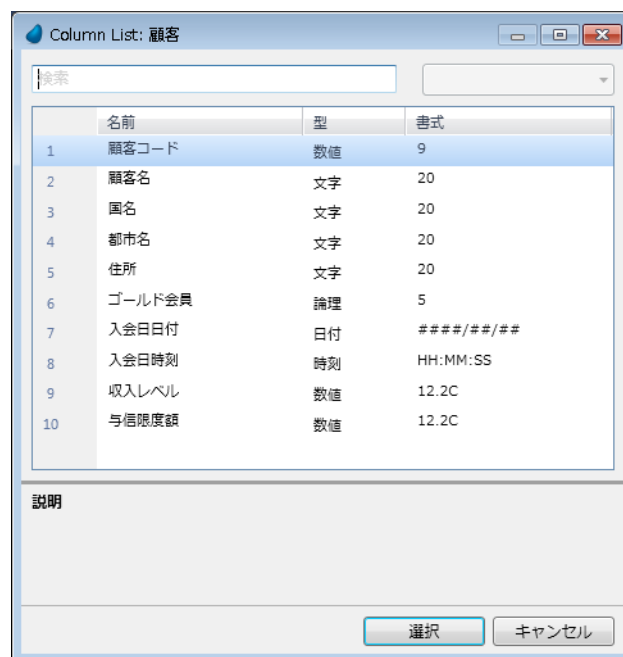 Column List: 顧客
検索
名前 型 書式
1 顧客コード 数値 9
2 顧客名 文字 20
3 国名 文字 20
4 都市名 文字 20
5 住所 文字 20
6 ゴールド会員 論理 5
7 入会日日付 日付 ####/##/##
8 入会日時刻 時刻 HH:MM:SS
9 収入レベル 数値 12.2C
10 与信限度額 数値 12.2C
説明
選択 キャンセル